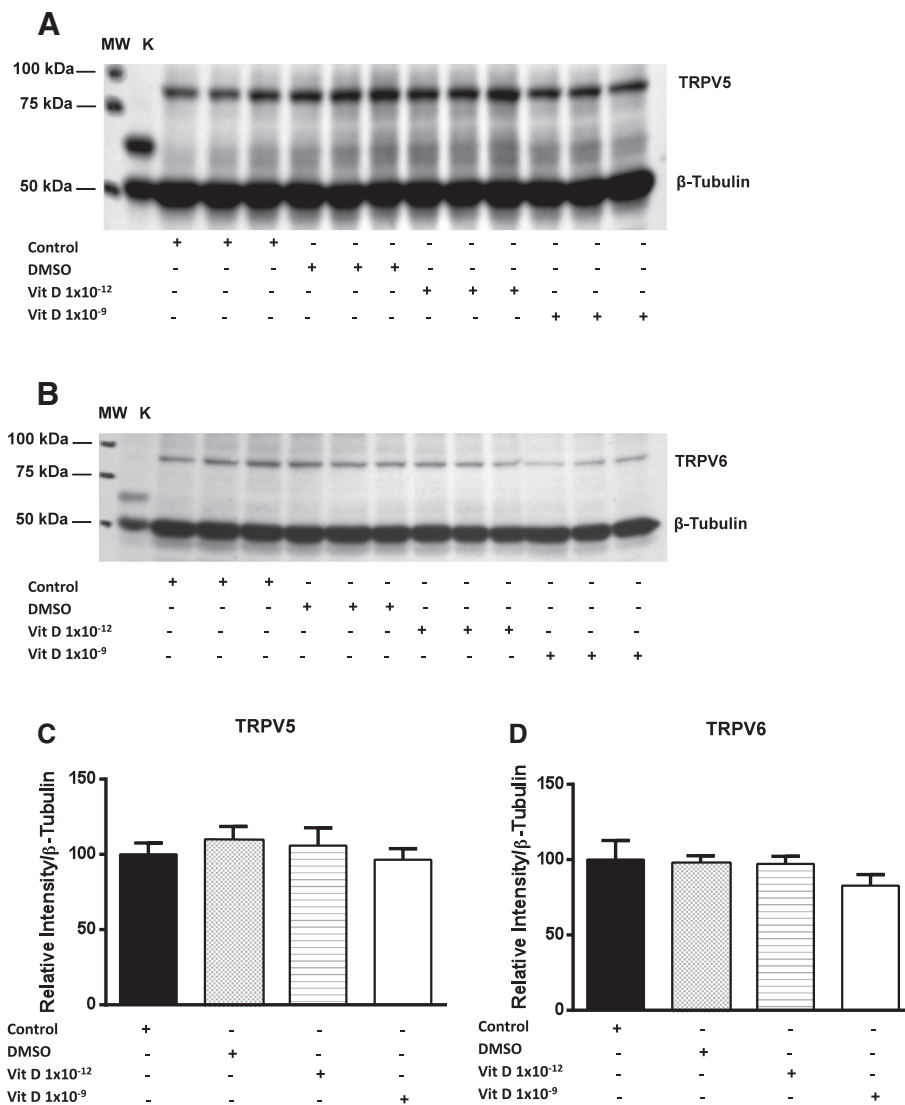 A
MW K
100 kDa
75 kDa
50 kDa
TRPV5
β-Tubulin
Control + + + - - - - - - - - -
DMSO - - - + + + - - - - - -
Vit D 1x10⁻¹² - - - - - - + + + - - -
Vit D 1x10⁻⁹ - - - - - - - - - + + +
B
MW K
100 kDa
75 kDa
50 kDa
TRPV6
β-Tubulin
Control + + + - - - - - - - - -
DMSO - - - + + + - - - - - -
Vit D 1x10⁻¹² - - - - - - + + + - - -
Vit D 1x10⁻⁹ - - - - - - - - - + + +
C
TRPV5
Relative Intensity/β-Tubulin
150
100
50
0
Control + - - -
DMSO - + - -
Vit D 1x10⁻¹² - - + -
Vit D 1x10⁻⁹ - - - +
D
TRPV6
Relative Intensity/β-Tubulin
150
100
50
0
Control + - - -
DMSO - + - -
Vit D 1x10⁻¹² - - + -
Vit D 1x10⁻⁹ - - - +